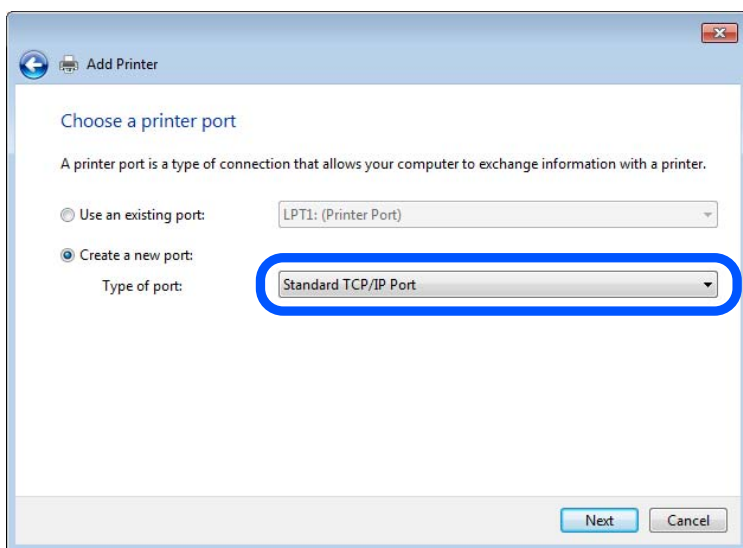 Add Printer
Choose a printer port
A printer port is a type of connection that allows your computer to exchange information with a printer.
Use an existing port:
LPT1: (Printer Port)
Create a new port:
Type of port:
Standard TCP/IP Port
Next
Cancel